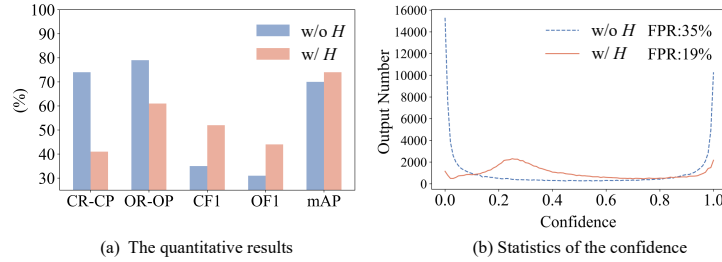 100
90
80
70
60
50
40
30
(%)
w/o H
w/ H
CR-CP OR-OP CF1 OF1 mAP
(a) The quantitative results
16000
14000
12000
10000
8000
6000
4000
2000
0
Output Number
w/o H FPR:35%
w/ H FPR:19%
0.0 0.2 0.4 0.6 0.8 1.0
Confidence
(b) Statistics of the confidence